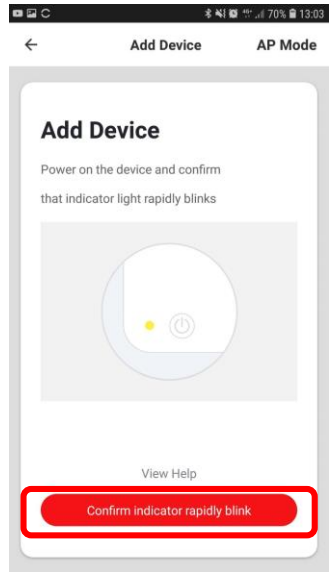 70% 13:03
Add Device AP Mode
Add Device
Power on the device and confirm
that indicator light rapidly blinks
View Help
Confirm indicator rapidly blink